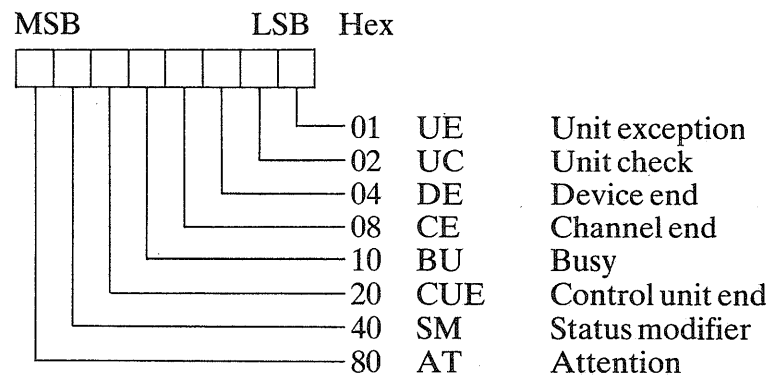 MSB LSB Hex
01 UE Unit exception
02 UC Unit check
04 DE Device end
08 CE Channel end
10 BU Busy
20 CUE Control unit end
40 SM Status modifier
80 AT Attention